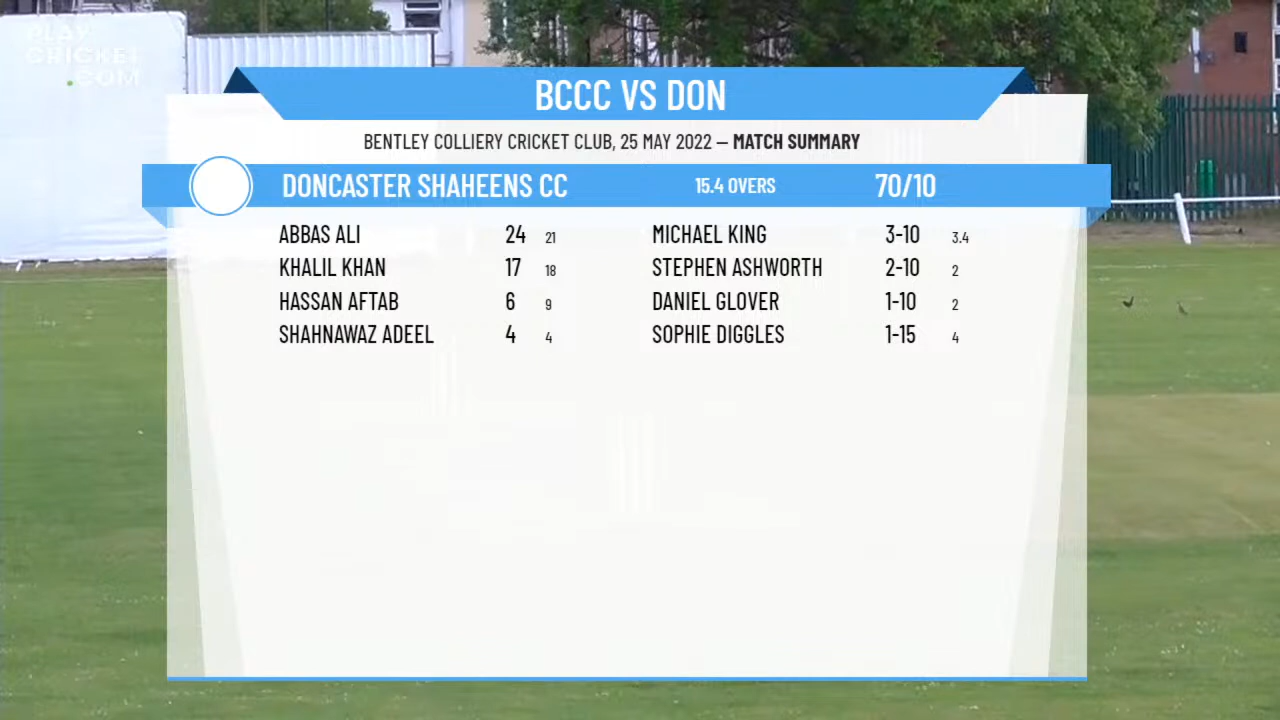 PLAY
CRICKET
.COM
BCCC VS DON
BENTLEY COLLIERY CRICKET CLUB, 25 MAY 2022 – MATCH SUMMARY
DONCASTER SHAHEENS CC 15.4 OVERS 70/10
ABBAS ALI 24 21 MICHAEL KING 3-10 3.4
KHALIL KHAN 17 18 STEPHEN ASHWORTH 2-10 2
HASSAN AFTAB 6 9 DANIEL GLOVER 1-10 2
SHAHNAWAZ ADEEL 4 4 SOPHIE DIGGLES 1-15 4